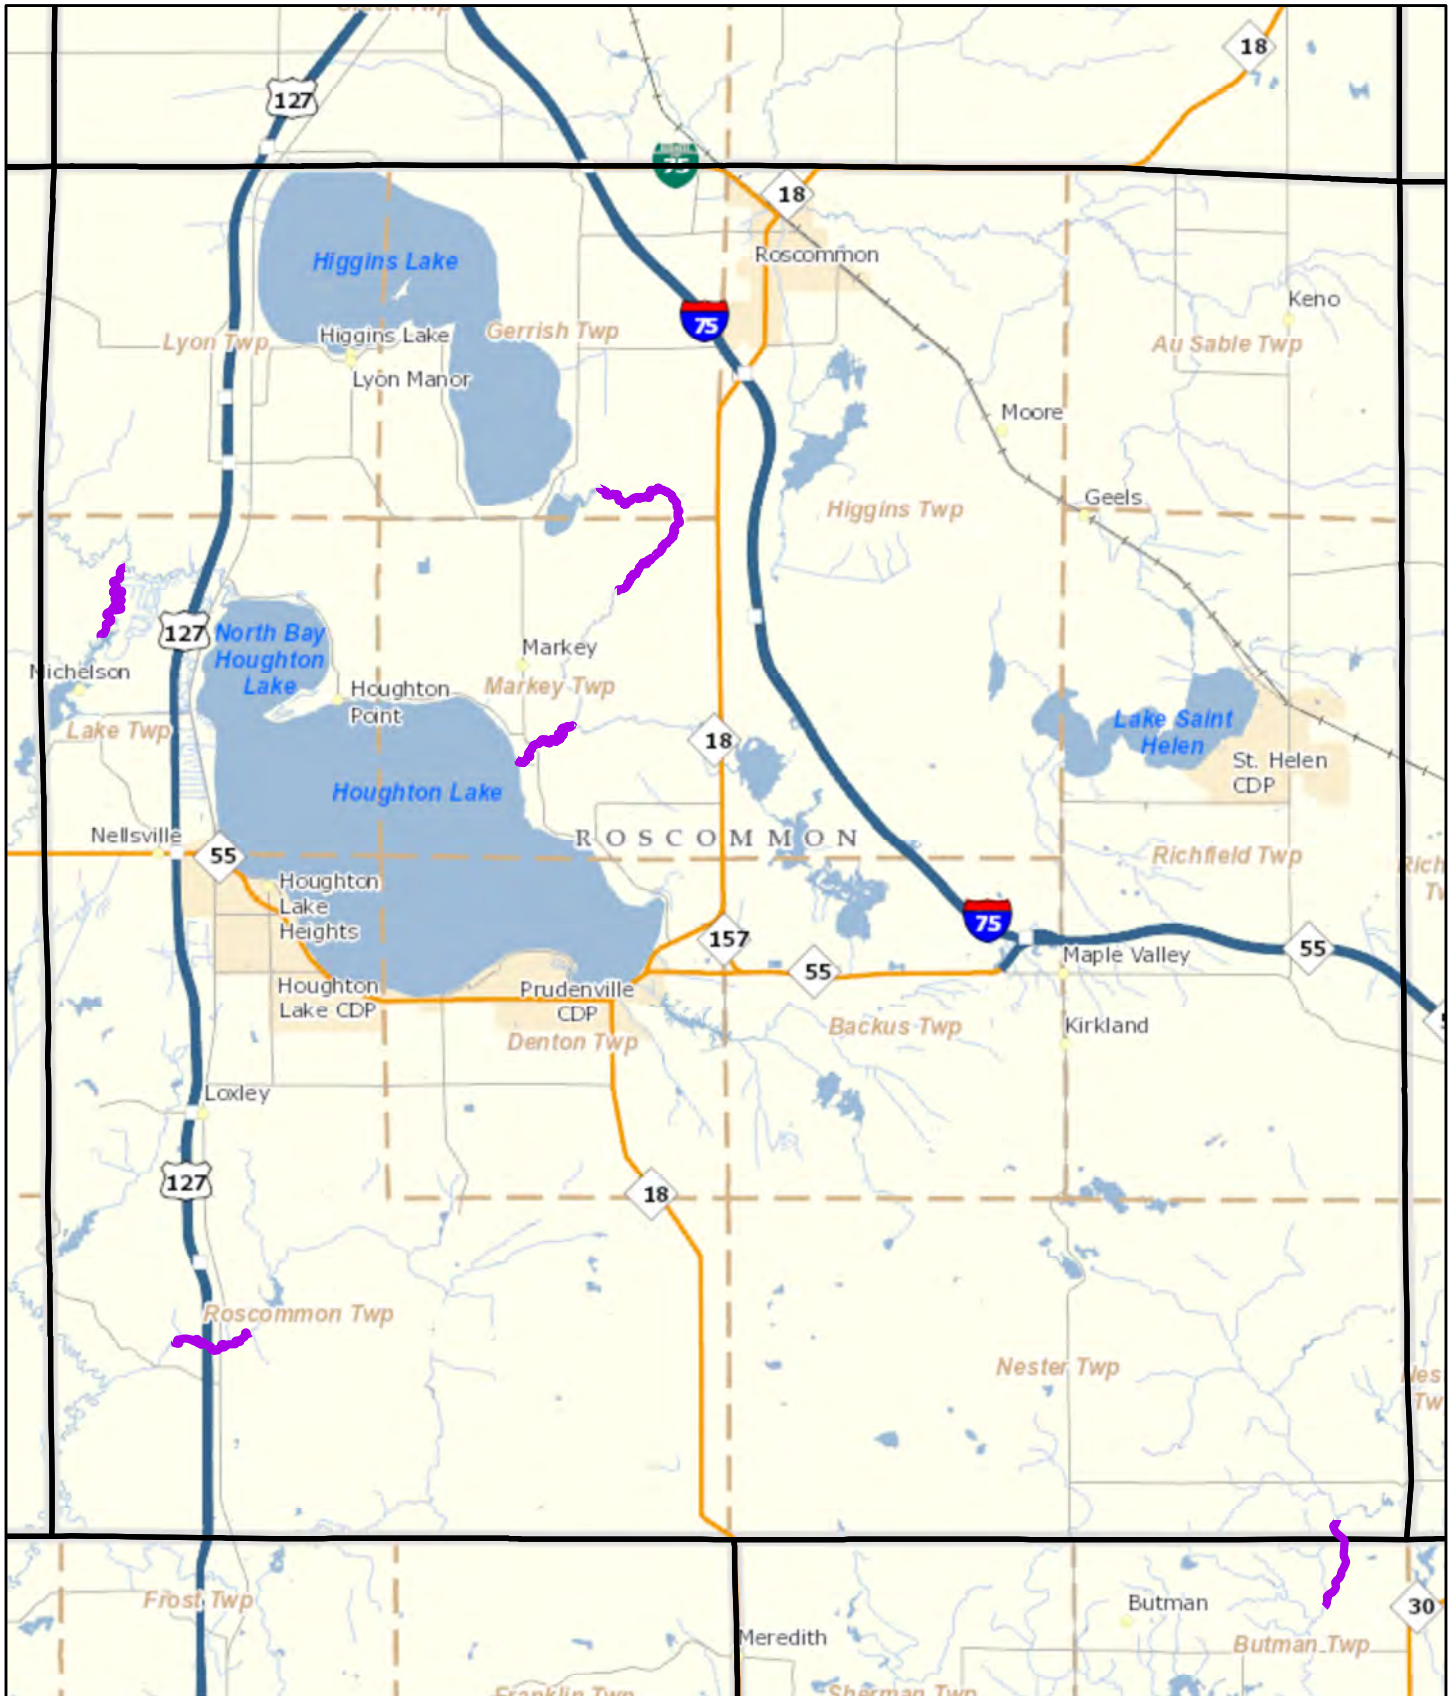 18
127
75
18
Roscommon
Higgins Lake
Keno
75
Gerrish Twp
Higgins Lake
Lyon Twp
Au Sable Twp
Lyon Manor
Moore
Geels
Higgins Twp
127
North Bay
Houghton
Lake
Markey
Michelson
Markey Twp
Houghton
Point
Lake Twp
Lake Saint
Helen
18
St. Helen
CDP
Houghton Lake
Nellsville
ROSCOMMON
55
Richfield Twp
Houghton
Lake
Heights
75
157
55
55
Maple Valley
Houghton
Lake CDP
Prudenville
CDP
Backus Twp
Kirkland
Denton Twp
Loxley
127
18
Roscommon Twp
Nester Twp
Frost Twp
Butman
30
Meredith
Butman Twp
Franklin Twp
Sherman Twp